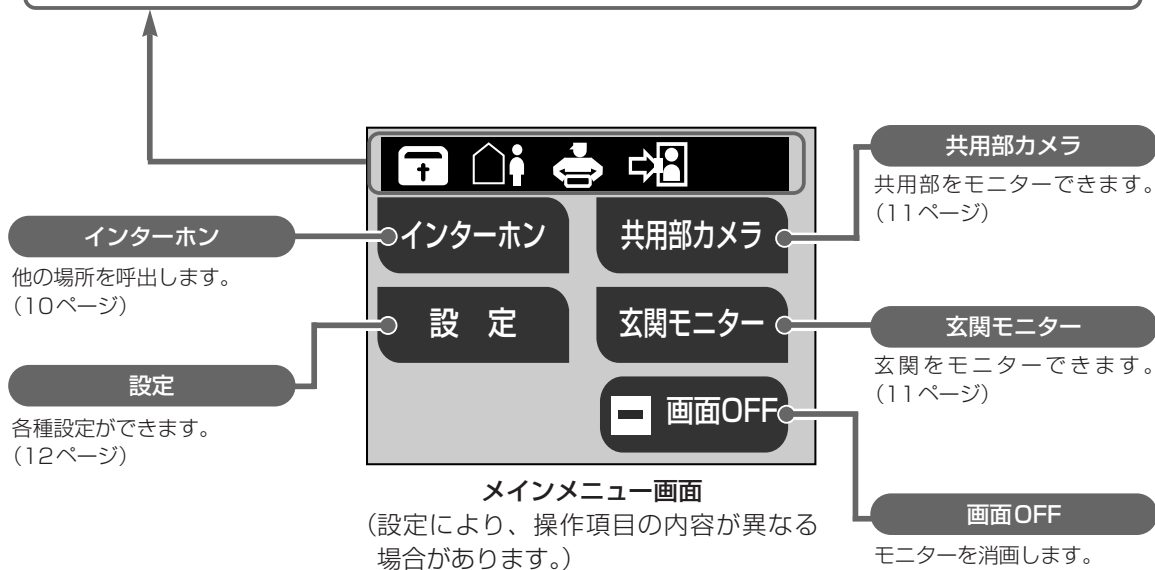 インターホン
共用部カメラ
設 定
玄関モニター
画面OFF
インターホン
他の場所を呼出します。
(10ページ)
設定
各種設定ができます。
(12ページ)
共用部カメラ
共用部をモニターできます。
(11ページ)
玄関モニター
玄関をモニターできます。
(11ページ)
画面OFF
モニターを消画します。
メインメニュー画面
(設定により、操作項目の内容が異なる
場合があります。)